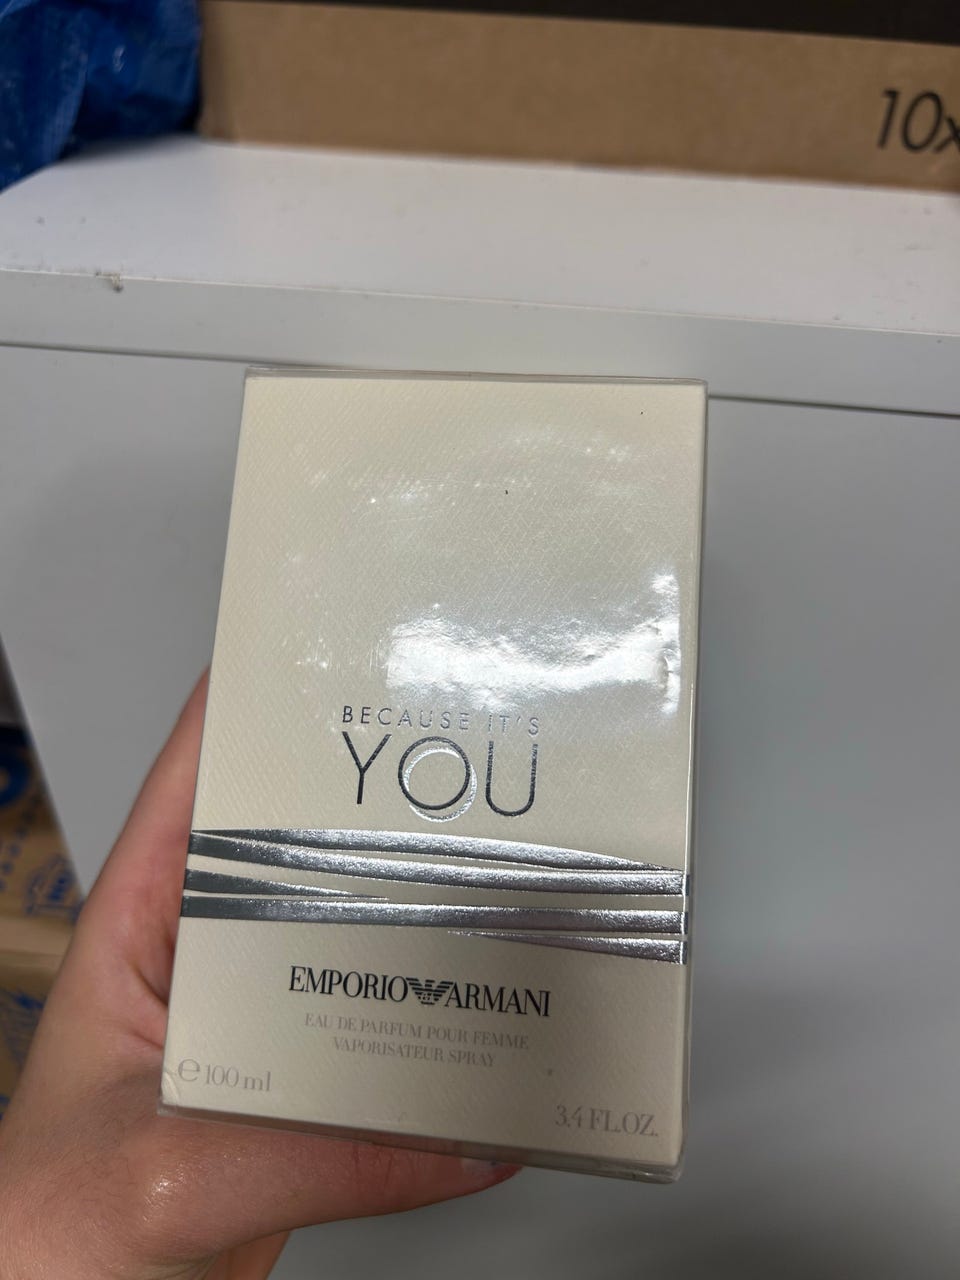 10x
BECAUSE IT'S
YOU
EMPORIO ARMANI
EAU DE PARFUM POUR FEMME
VAPORISATEUR SPRAY
℮ 100 ml
3.4 FL.OZ.